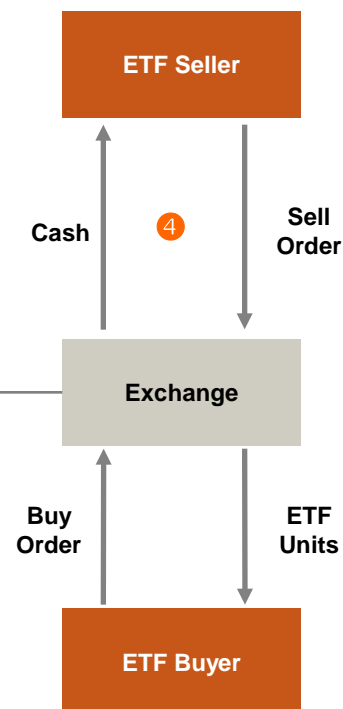 ETF Seller
Cash
4
Sell
Order
Exchange
Buy
Order
ETF
Units
ETF Buyer